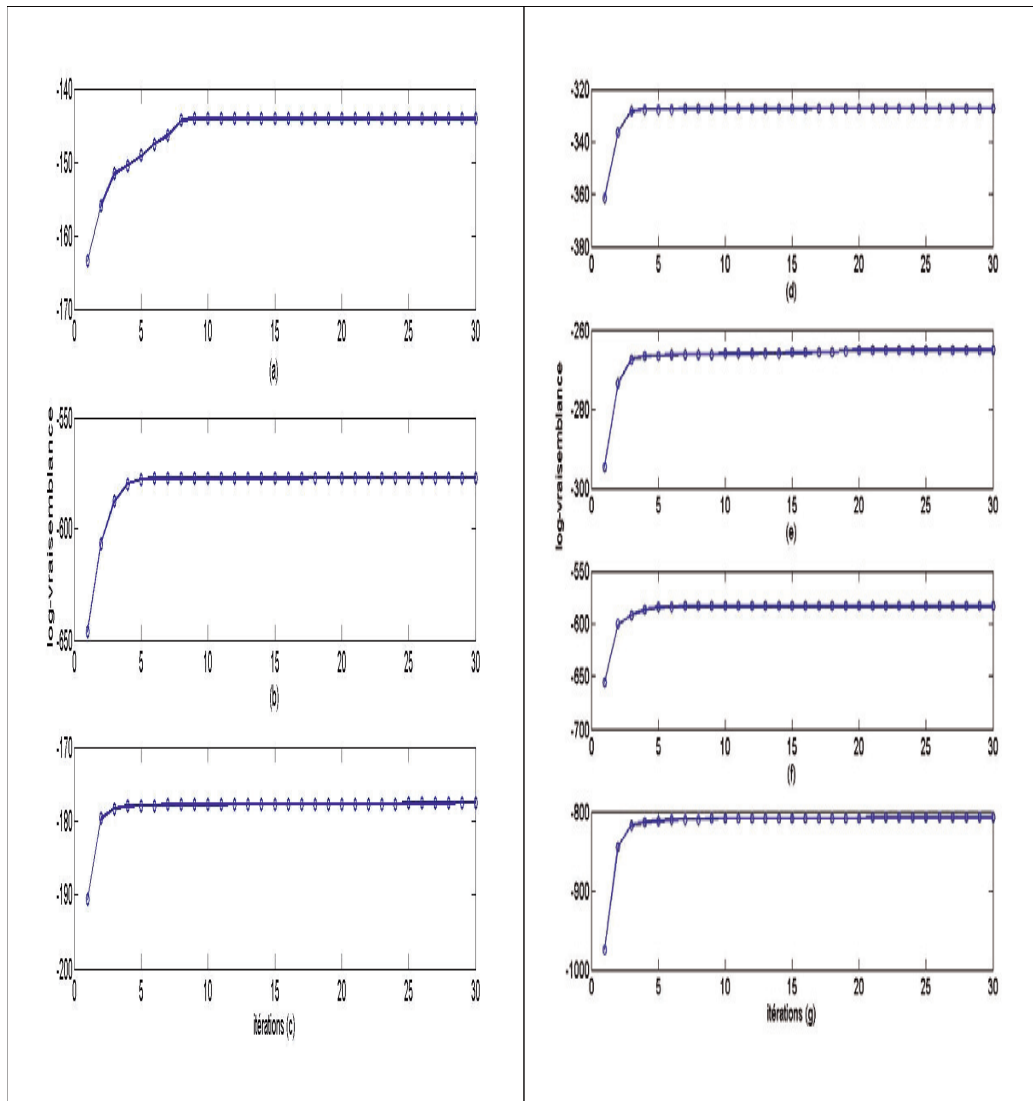 -140
-150
-160
-170
0 5 10 15 20 25 30
(a)
log-vraisemblance
-550
-600
-650
0 5 10 15 20 25 30
(b)
-170
-180
-190
-200
0 5 10 15 20 25 30
itérations (c)
-320
-340
-360
-380
0 5 10 15 20 25 30
(d)
log-vraisemblance
-260
-280
-300
0 5 10 15 20 25 30
(e)
-550
-600
-650
-700
0 5 10 15 20 25 30
(f)
-800
-900
-1000
0 5 10 15 20 25 30
itérations (g)